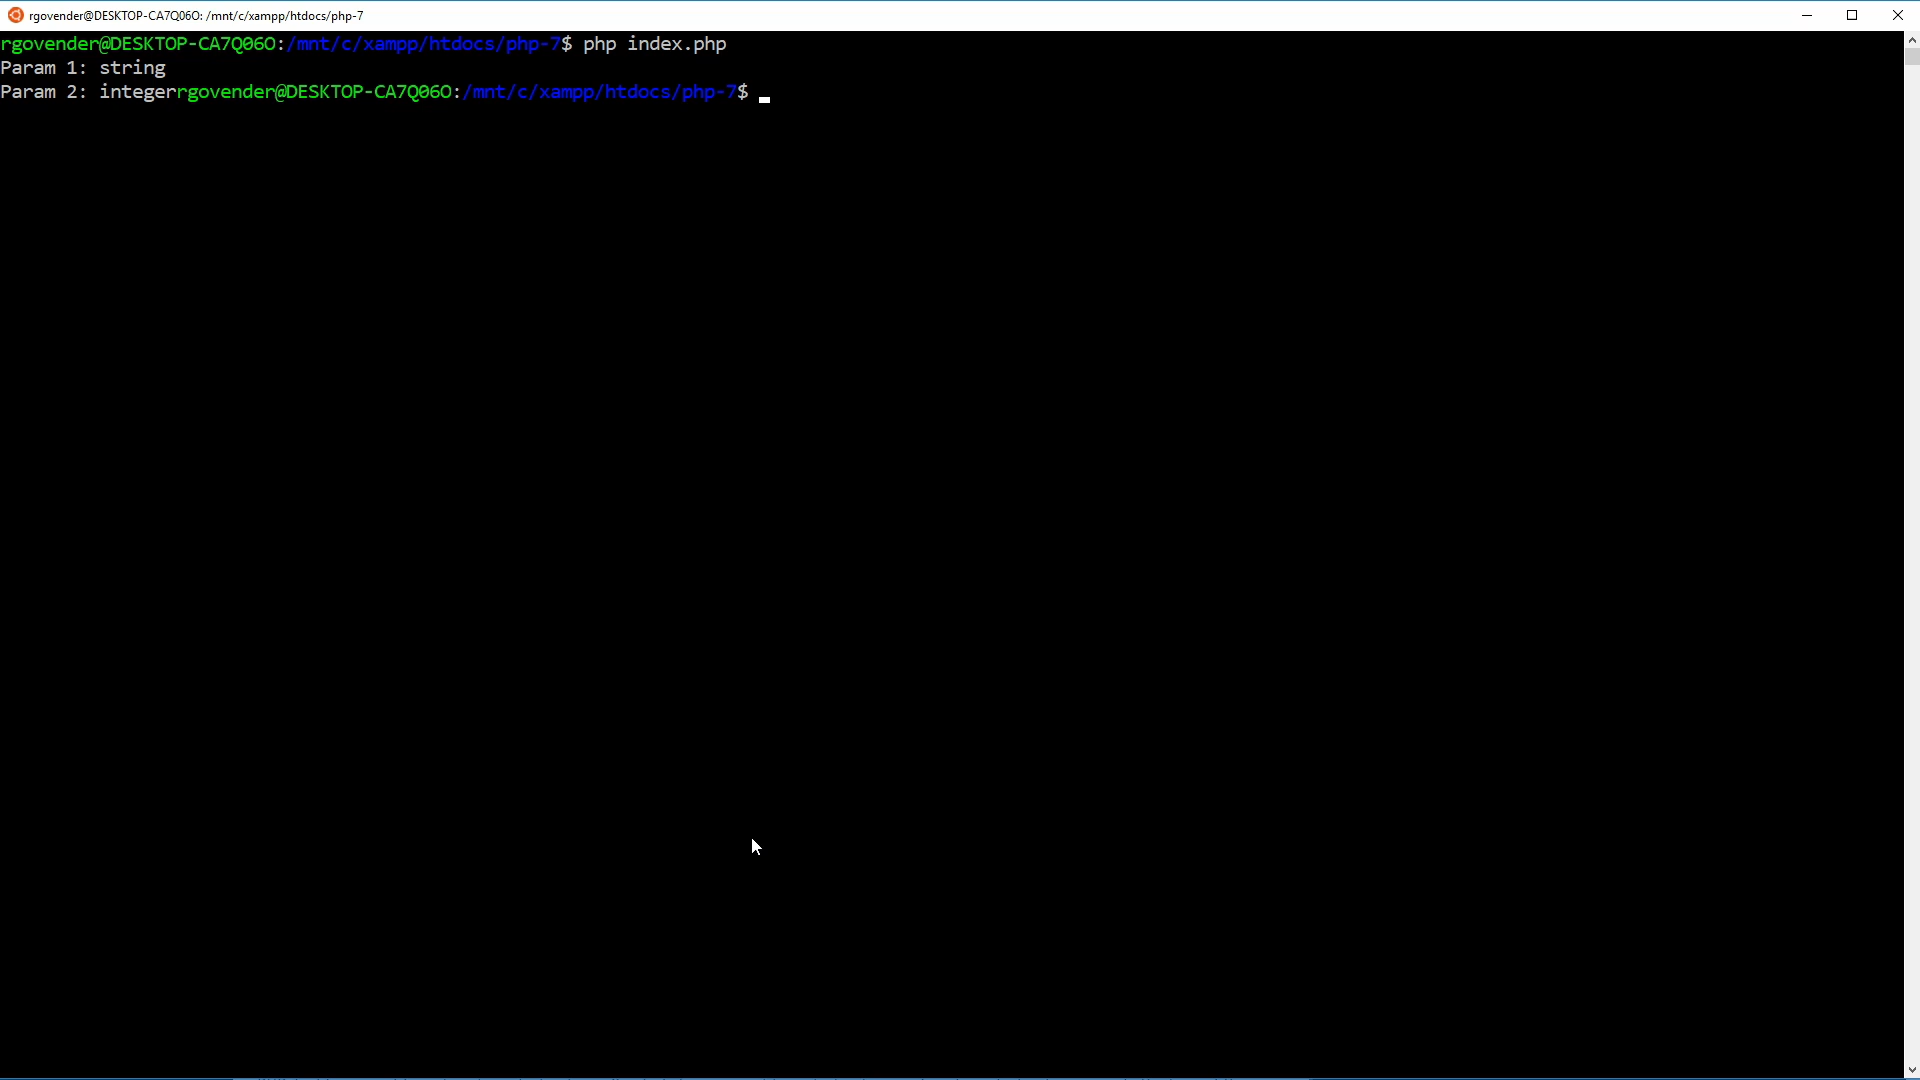 rgovender@DESKTOP-CA7Q06O: /mnt/c/xampp/htdocs/php-7
rgovender@DESKTOP-CA7Q06O:/mnt/c/xampp/htdocs/php-7$ php index.php
Param 1: string
Param 2: integerrgovender@DESKTOP-CA7Q06O:/mnt/c/xampp/htdocs/php-7$